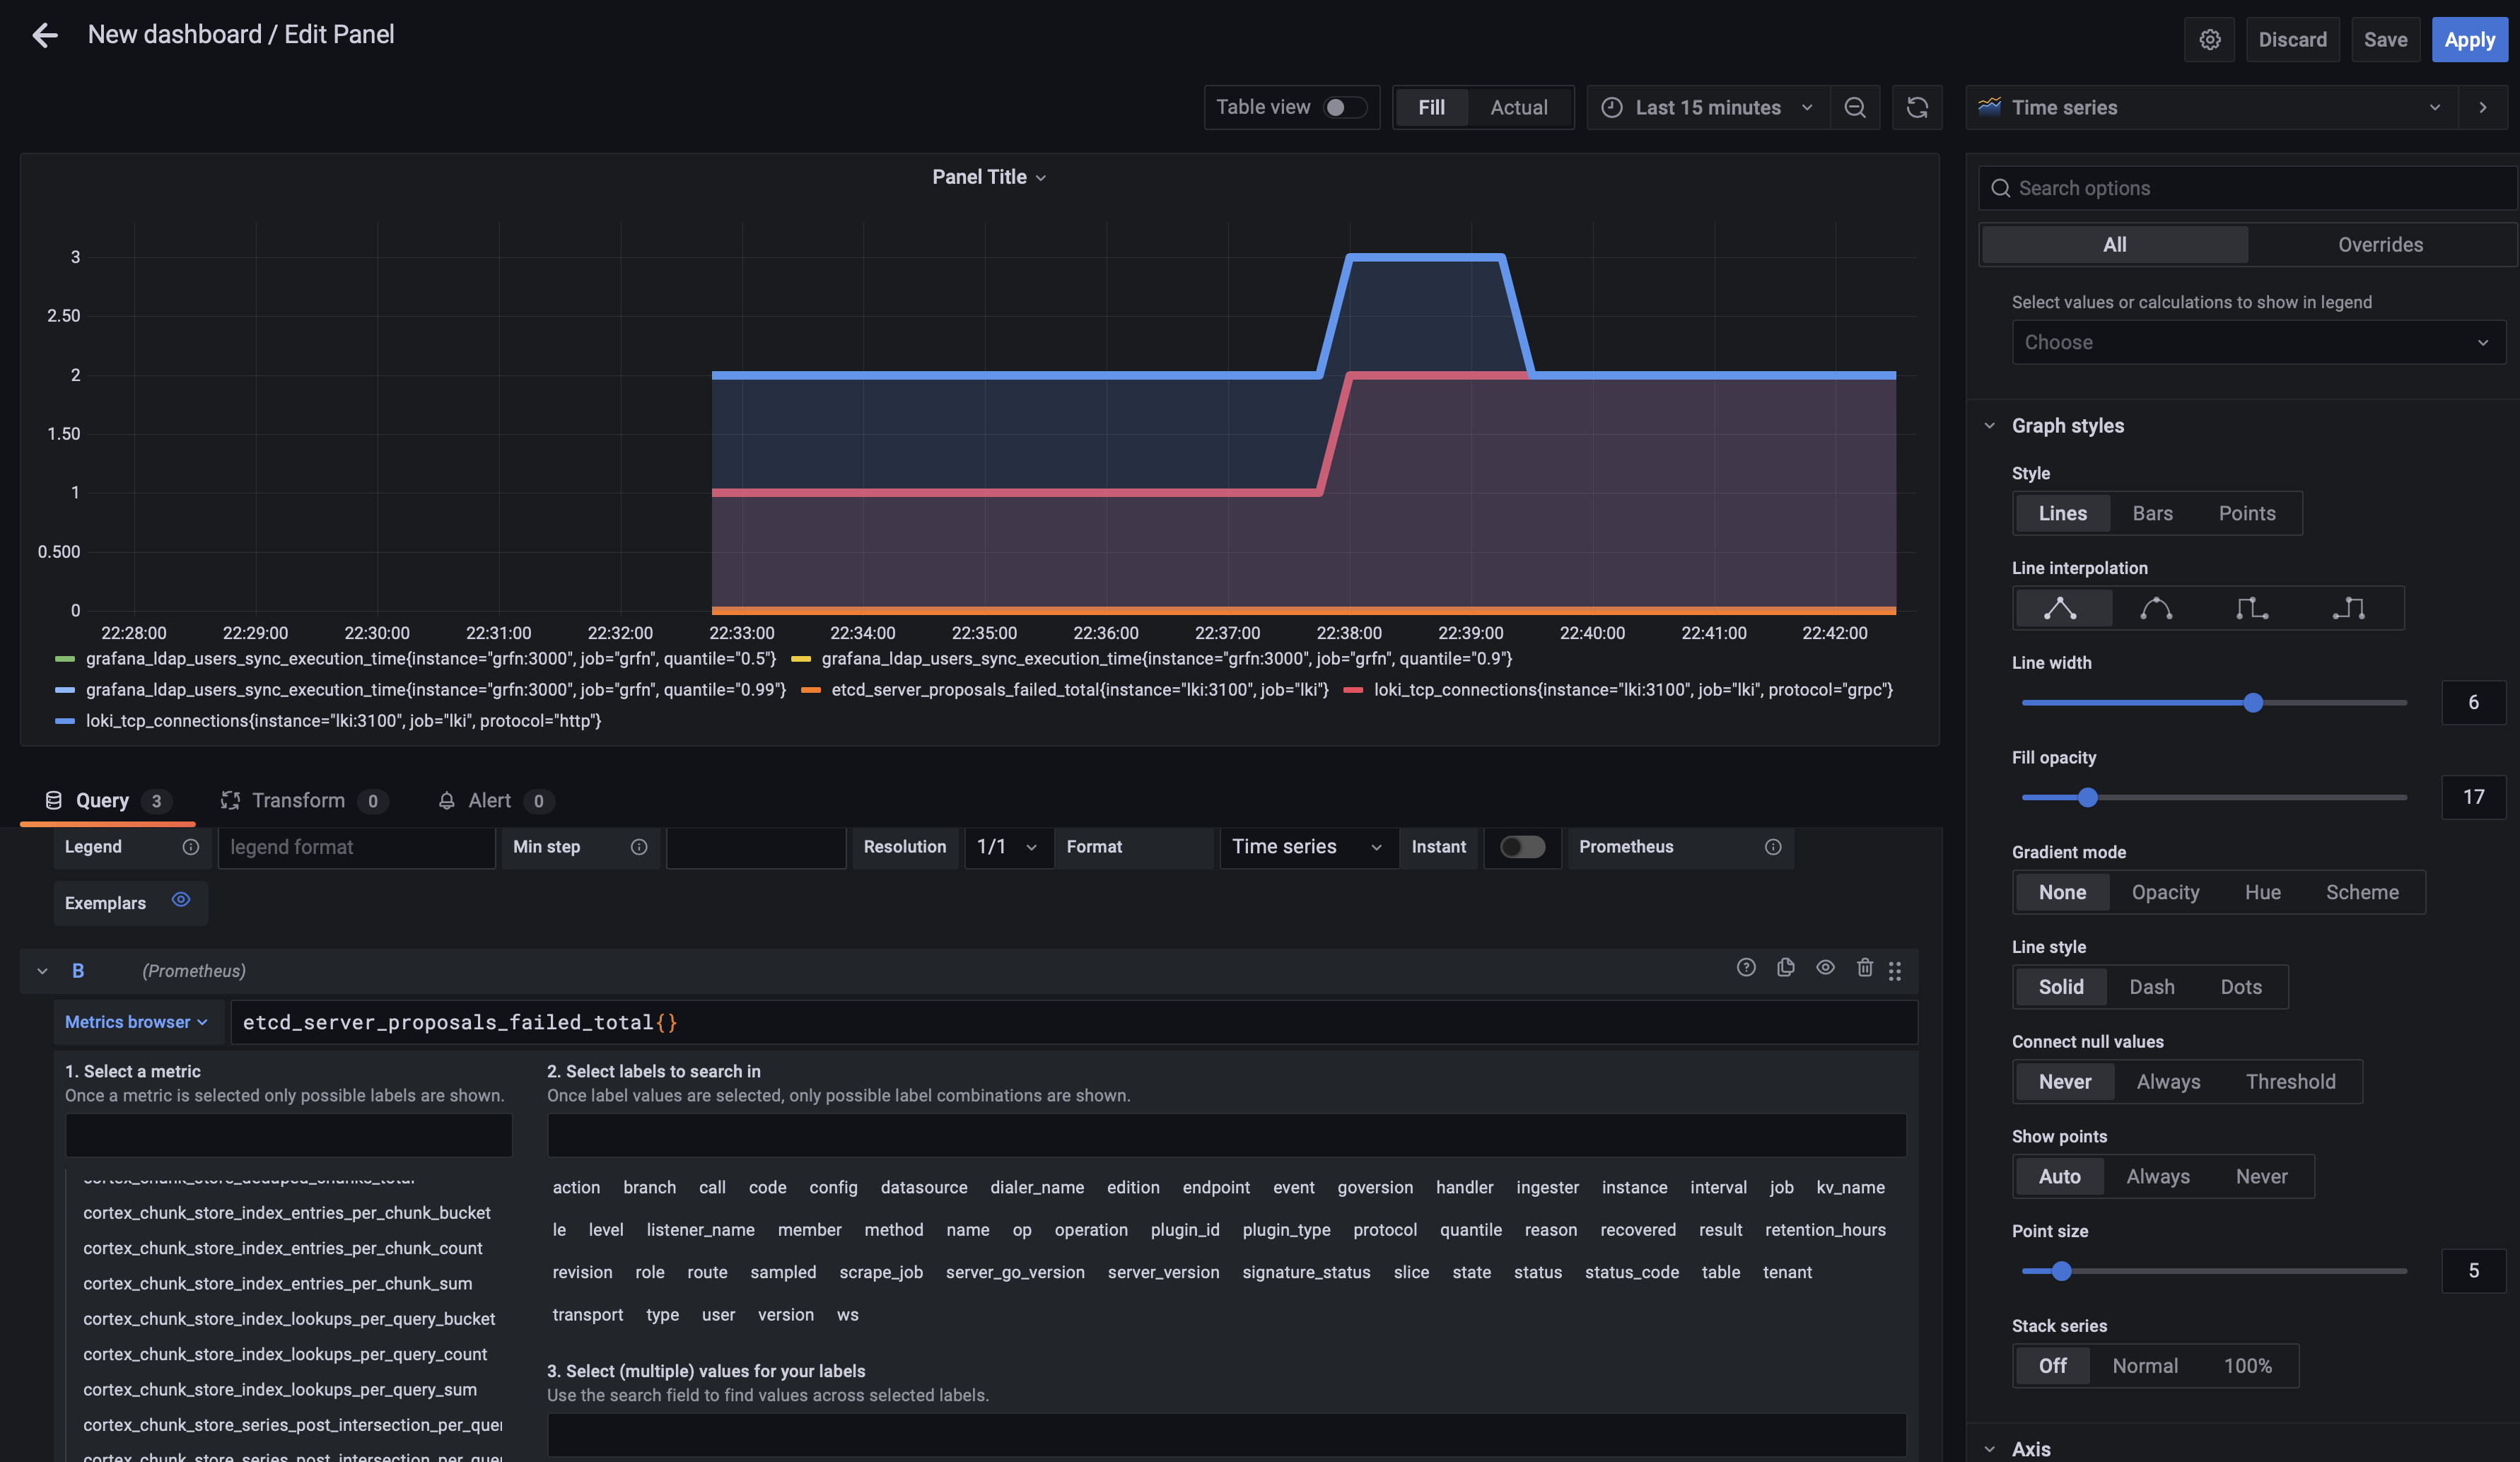 New dashboard / Edit Panel
Discard
Save
Apply
Table view
Fill
Actual
Last 15 minutes
Time series
Panel Title
3
2.50
2
1.50
1
0.500
0
22:28:00
22:29:00
22:30:00
22:31:00
22:32:00
22:33:00
22:34:00
22:35:00
22:36:00
22:37:00
22:38:00
22:39:00
22:40:00
22:41:00
22:42:00
grafana_ldap_users_sync_execution_time{instance="grfn:3000", job="grfn", quantile="0.5"}
grafana_ldap_users_sync_execution_time{instance="grfn:3000", job="grfn", quantile="0.9"}
grafana_ldap_users_sync_execution_time{instance="grfn:3000", job="grfn", quantile="0.99"}
etcd_server_proposals_failed_total{instance="lki:3100", job="lki"}
loki_tcp_connections{instance="lki:3100", job="lki", protocol="grpc"}
loki_tcp_connections{instance="lki:3100", job="lki", protocol="http"}
Query 3
Transform 0
Alert 0
Legend
legend format
Min step
Resolution
1/1
Format
Time series
Instant
Prometheus
Exemplars
B
(Prometheus)
Metrics browser
etcd_server_proposals_failed_total{}
1. Select a metric
Once a metric is selected only possible labels are shown.
cortex_chunk_store_deduped_chunks_total
cortex_chunk_store_index_entries_per_chunk_bucket
cortex_chunk_store_index_entries_per_chunk_count
cortex_chunk_store_index_entries_per_chunk_sum
cortex_chunk_store_index_lookups_per_query_bucket
cortex_chunk_store_index_lookups_per_query_count
cortex_chunk_store_index_lookups_per_query_sum
cortex_chunk_store_series_post_intersection_per_quer
cortex_chunk_store_series_post_intersection_per_quer
2. Select labels to search in
Once label values are selected, only possible label combinations are shown.
action branch call code config datasource dialer_name edition endpoint event goversion handler ingester instance interval job kv_name
le level listener_name member method name op operation plugin_id plugin_type protocol quantile reason recovered result retention_hours
revision role route sampled scrape_job server_go_version server_version signature_status slice state status status_code table tenant
transport type user version ws
3. Select (multiple) values for your labels
Use the search field to find values across selected labels.
Search options
All
Overrides
Select values or calculations to show in legend
Choose
Graph styles
Style
Lines Bars Points
Line interpolation
Line width
6
Fill opacity
17
Gradient mode
None Opacity Hue Scheme
Line style
Solid Dash Dots
Connect null values
Never Always Threshold
Show points
Auto Always Never
Point size
5
Stack series
Off Normal 100%
Axis